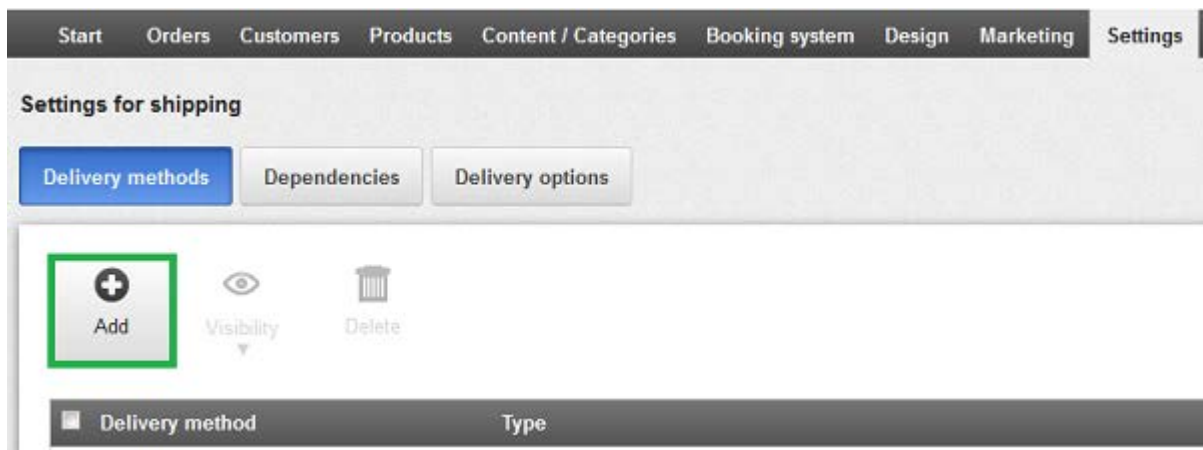 Start Orders Customers Products Content / Categories Booking system Design Marketing Settings
Settings for shipping
Delivery methods Dependencies Delivery options
Add Visibility Delete
Delivery method Type